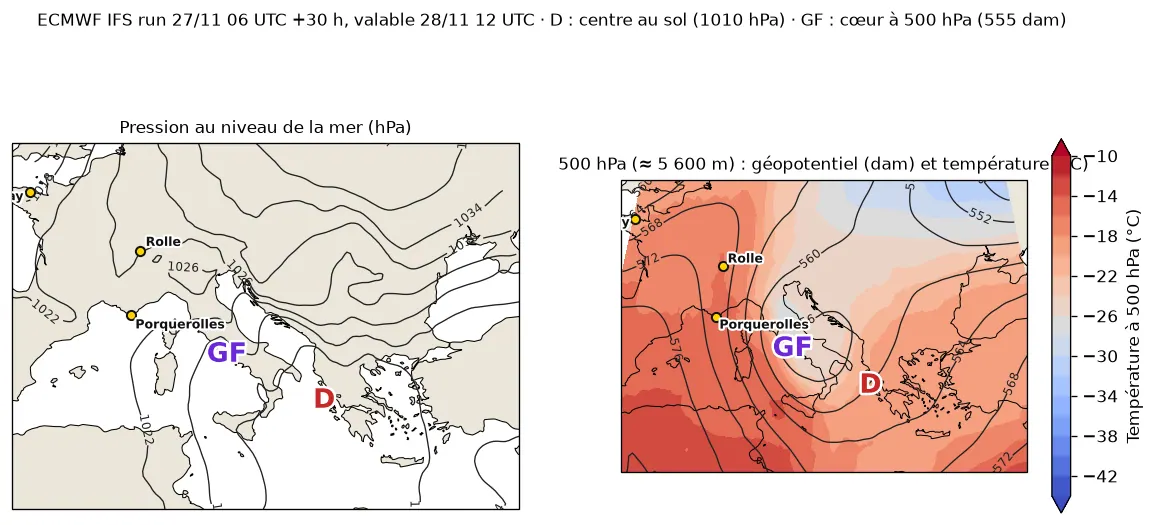 ECMWF IFS run 27/11 06 UTC +30 h, valable 28/11 12 UTC · D : centre au sol (1010 hPa) · GF : cœur à 500 hPa (555 dam)
Pression au niveau de la mer (hPa)
500 hPa (≈ 5 600 m) : géopotentiel (dam) et température
C)
−10
−14
−18
−22
−26
−30
−34
−38
−42
Température à 500 hPa (°C)
1034
Rolle
1026
1022
Porquerolles
GF
D
1022
552
568
560
572
Rolle
Porquerolles
GF
D
568
572